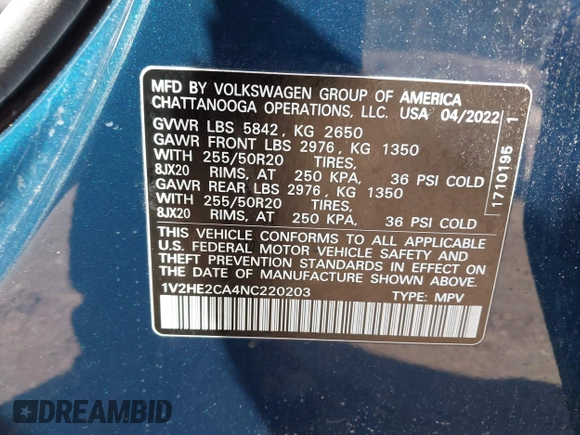 MFD BY VOLKSWAGEN GROUP OF AMERICA
CHATTANOOGA OPERATIONS, LLC. USA 04/2022
GVWR LBS 5842, KG 2650
GAWR FRONT LBS 2976, KG 1350
WITH 255/50R20 TIRES,
8JX20 RIMS, AT 250 KPA, 36 PSI COLD
GAWR REAR LBS 2976, KG 1350
WITH 255/50R20 TIRES,
8JX20 RIMS, AT 250 KPA, 36 PSI COLD
THIS VEHICLE CONFORMS TO ALL APPLICABLE
U.S. FEDERAL MOTOR VEHICLE SAFETY AND
THEFT PREVENTION STANDARDS IN EFFECT ON
THE DATE OF MANUFACTURE SHOWN ABOVE.
1V2HE2CA4NC220203 TYPE: MPV
1710195 1
DREAMBID